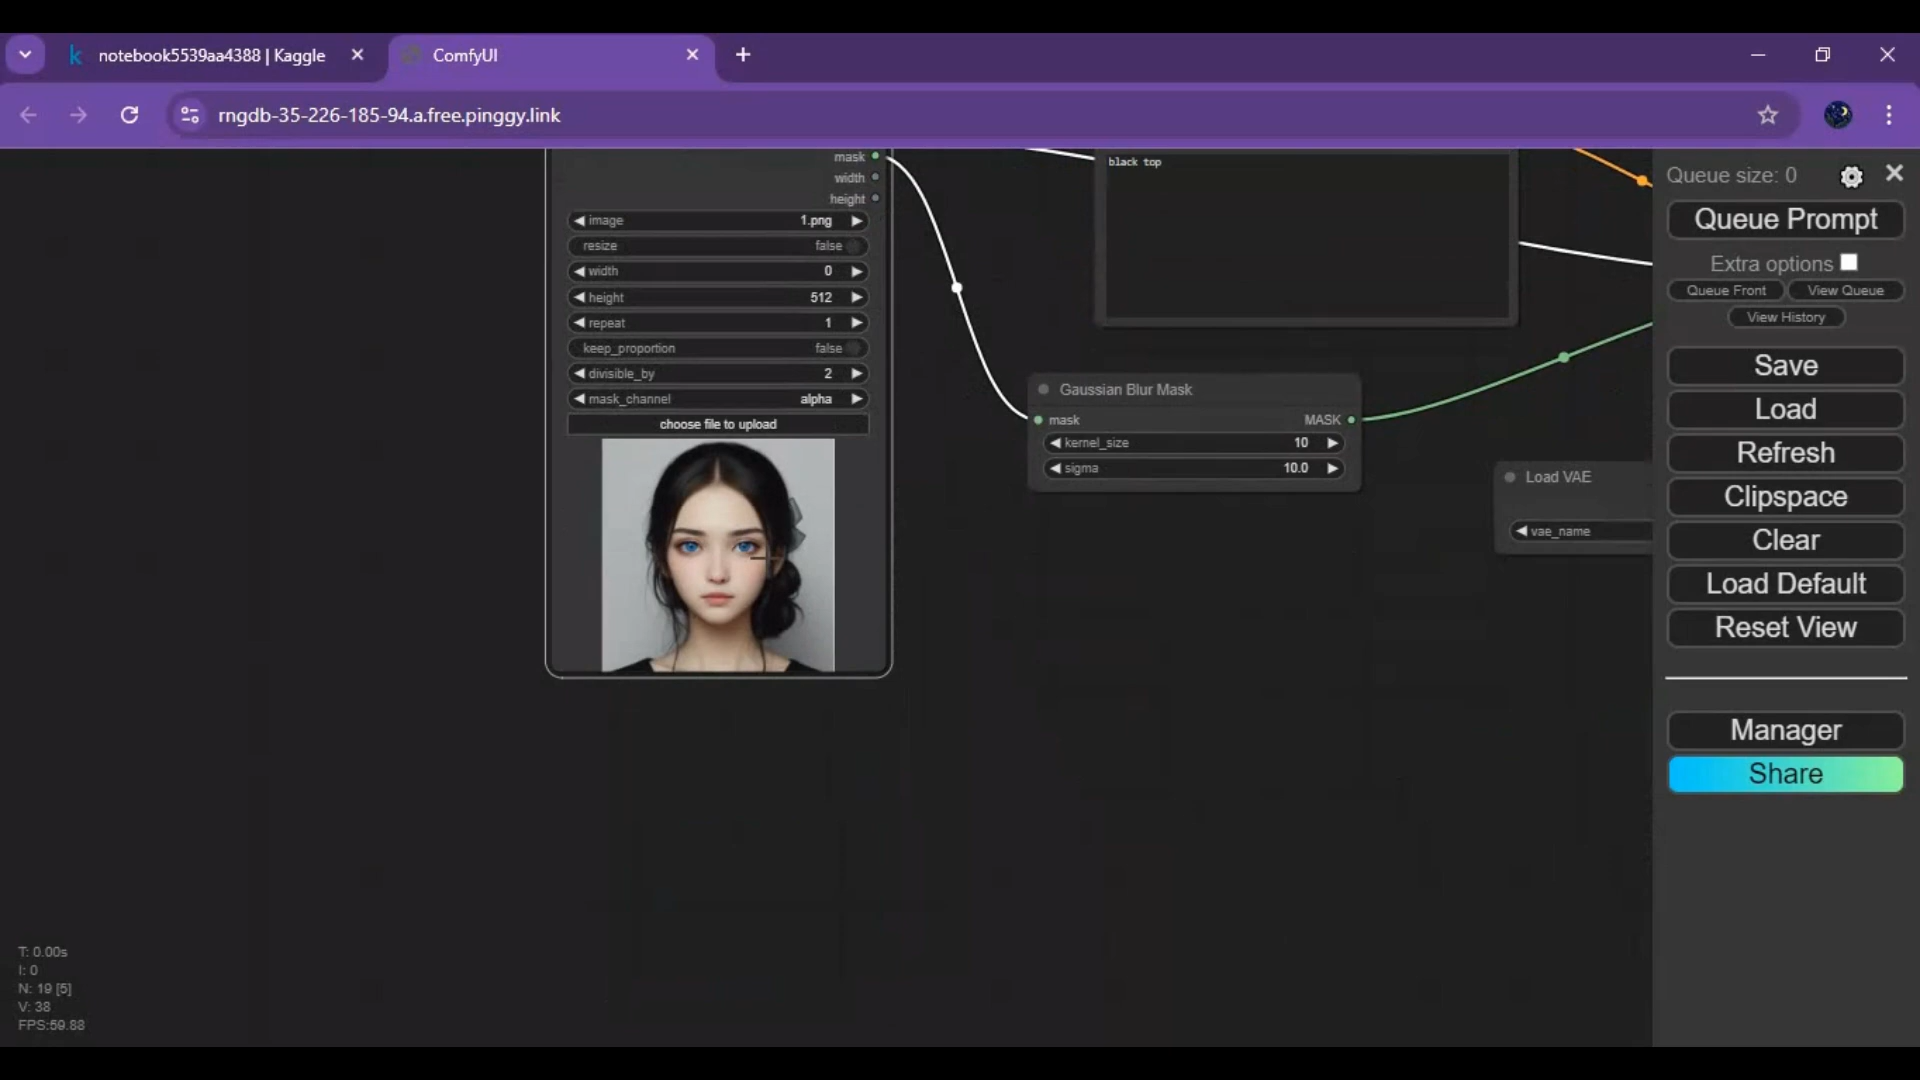 notebook5539aa4388 | Kaggle
ComfyUI
rngdb-35-226-185-94.a.free.pinggy.link
mask
width
height
image 1.png
resize false
width 0
height 512
repeat 1
keep_proportion false
divisible_by 2
mask_channel alpha
choose file to upload
black top
Gaussian Blur Mask
mask MASK
kernel_size 10
sigma 10.0
Load VAE
vae_name
Queue size: 0
Queue Prompt
Extra options
Queue Front View Queue
View History
Save
Load
Refresh
Clipspace
Clear
Load Default
Reset View
Manager
Share
T: 0.00s
I: 0
N: 19 [5]
V: 38
FPS:59.88